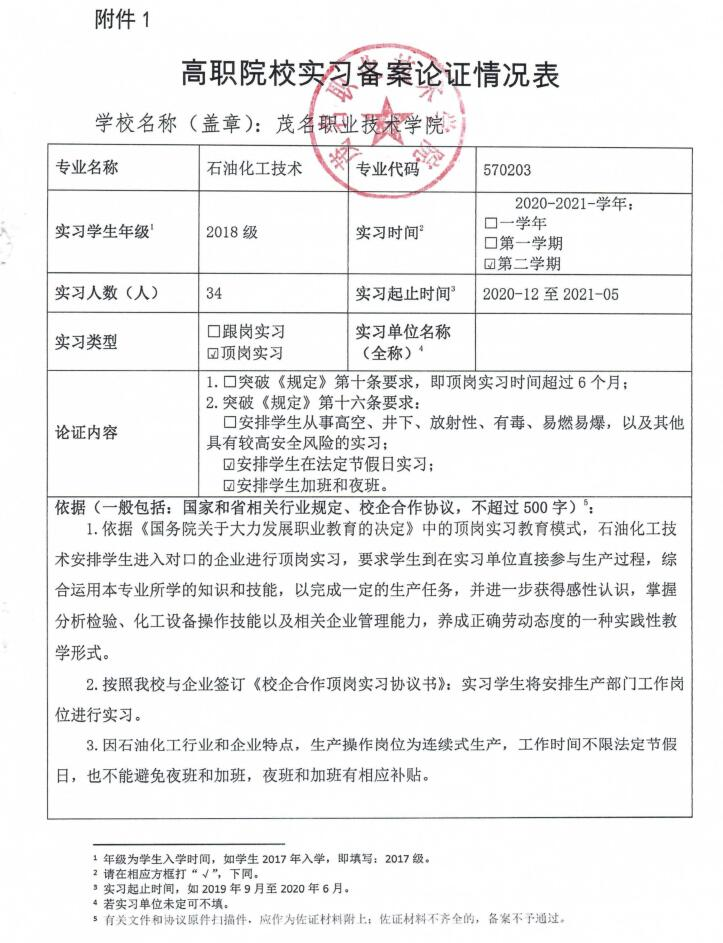 附件 1
高职院校实习备案论证情况表
学校名称（盖章）：茂名职业技术学院
茂名职业技术学院
专业名称 石油化工技术 专业代码 570203
实习学生年级¹ 2018 级 实习时间² 2020-2021-学年：
□一学年
□第一学期
☑第二学期
实习人数（人） 34 实习起止时间³ 2020-12 至 2021-05
实习类型 □跟岗实习
☑顶岗实习
实习单位名称
（全称）⁴
论证内容
1.□突破《规定》第十条要求，即顶岗实习时间超过 6 个月；
2.突破《规定》第十六条要求：
□安排学生从事高空、井下、放射性、有毒、易燃易爆，以及其他
具有较高安全风险的实习；
☑安排学生在法定节假日实习；
☑安排学生加班和夜班。
依据（一般包括：国家和省相关行业规定、校企合作协议，不超过 500 字）⁵：
1.依据《国务院关于大力发展职业教育的决定》中的顶岗实习教育模式，石油化工技
术安排学生进入对口的企业进行顶岗实习，要求学生到在实习单位直接参与生产过程，综
合运用本专业所学的知识和技能，以完成一定的生产任务，并进一步获得感性认识，掌握
分析检验、化工设备操作技能以及相关企业管理能力，养成正确劳动态度的一种实践性教
学形式。
2.按照我校与企业签订《校企合作顶岗实习协议书》：实习学生将安排生产部门工作岗
位进行实习。
3.因石油化工行业和企业特点，生产操作岗位为连续式生产，工作时间不限法定节假
日，也不能避免夜班和加班，夜班和加班有相应补贴。
¹ 年级为学生入学时间，如学生 2017 年入学，即填写：2017 级。
² 请在相应方框打“√”，下同。
³ 实习起止时间，如 2019 年 9 月至 2020 年 6 月。
⁴ 若实习单位未定可不填。
⁵ 有关文件和协议原件扫描件，应作为佐证材料附上；佐证材料不齐全的，备案不予通过。